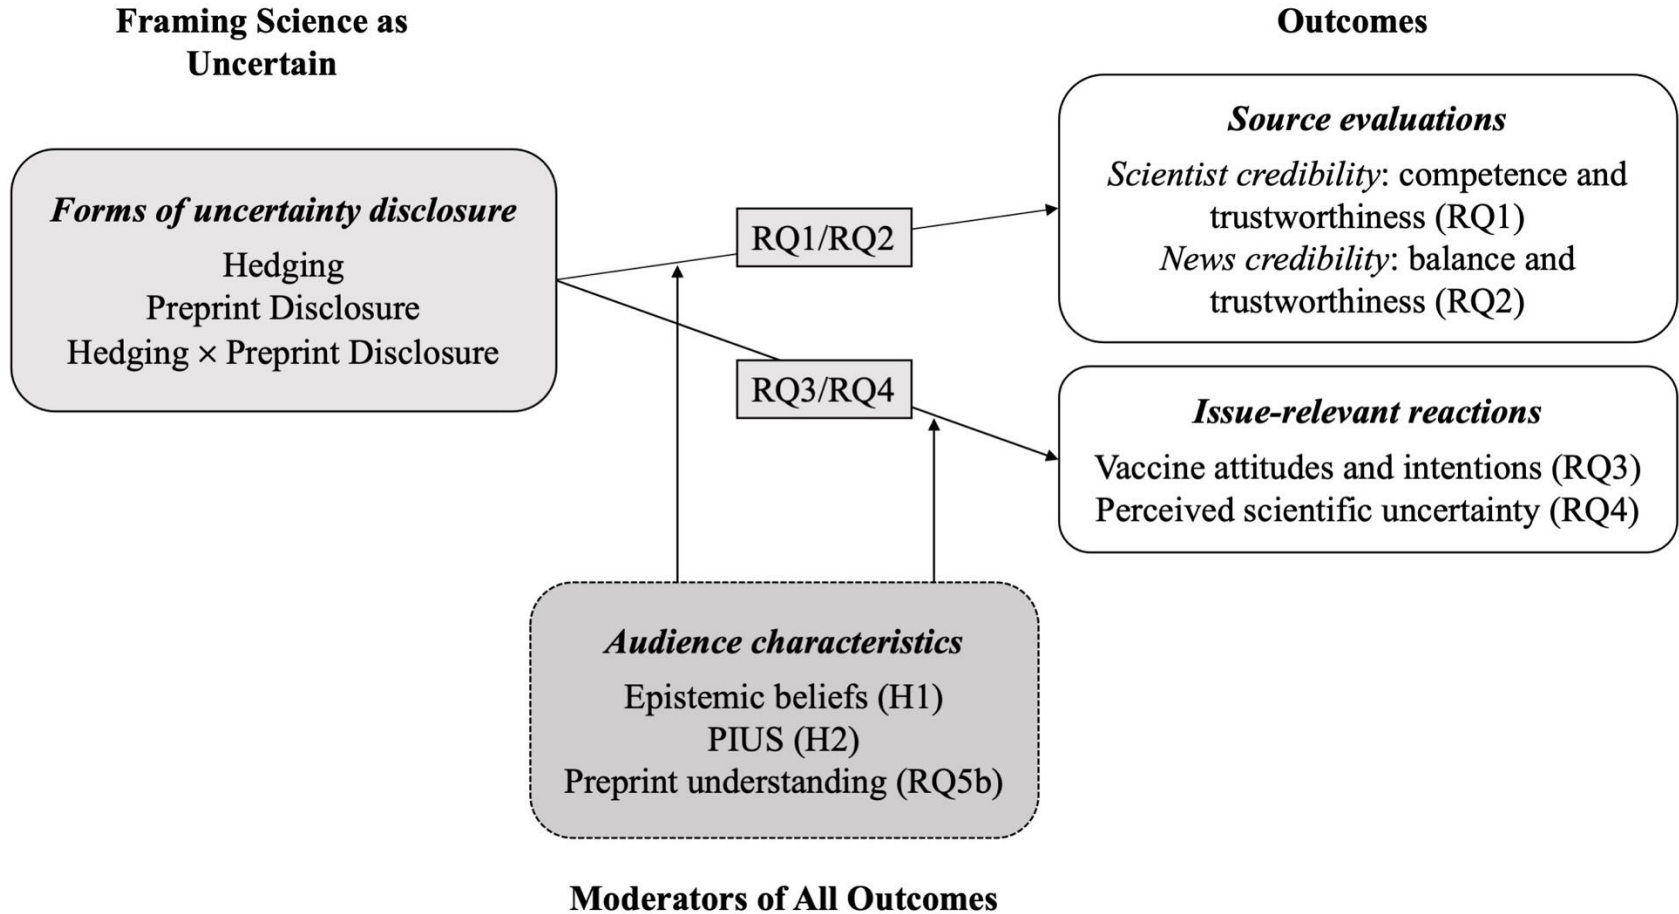 Framing Science as
Uncertain
Outcomes
Forms of uncertainty disclosure
Hedging
Preprint Disclosure
Hedging × Preprint Disclosure
RQ1/RQ2
RQ3/RQ4
Source evaluations
Scientist credibility: competence and
trustworthiness (RQ1)
News credibility: balance and
trustworthiness (RQ2)
Issue-relevant reactions
Vaccine attitudes and intentions (RQ3)
Perceived scientific uncertainty (RQ4)
Audience characteristics
Epistemic beliefs (H1)
PIUS (H2)
Preprint understanding (RQ5b)
Moderators of All Outcomes